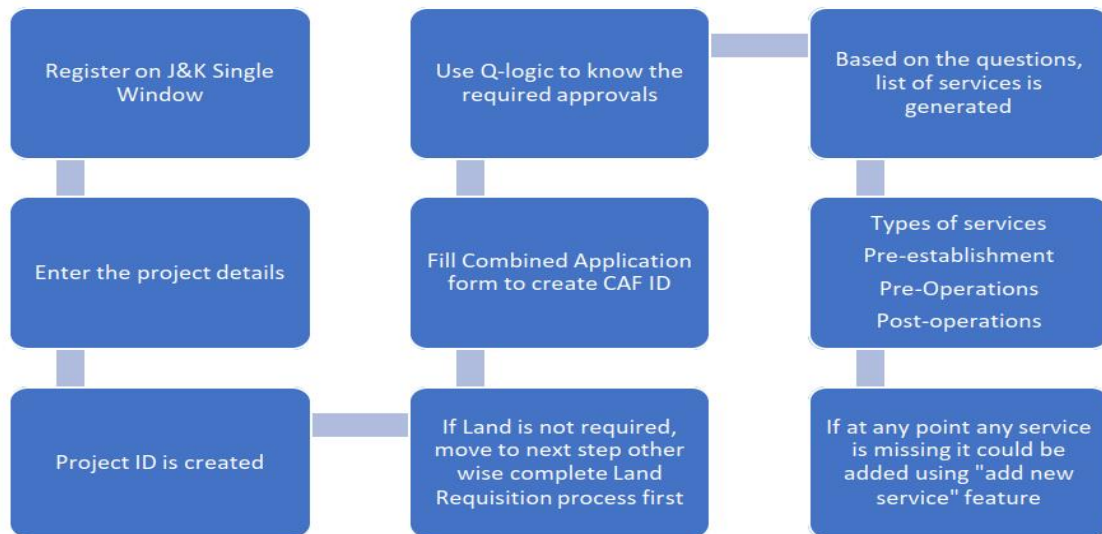 Register on J&K Single
Window
Enter the project details
Project ID is created
If Land is not required,
move to next step other
wise complete Land
Requisition process first
Fill Combined Application
form to create CAF ID
Use Q-logic to know the
required approvals
Based on the questions,
list of services is
generated
Types of services
Pre-establishment
Pre-Operations
Post-operations
If at any point any service
is missing it could be
added using "add new
service" feature